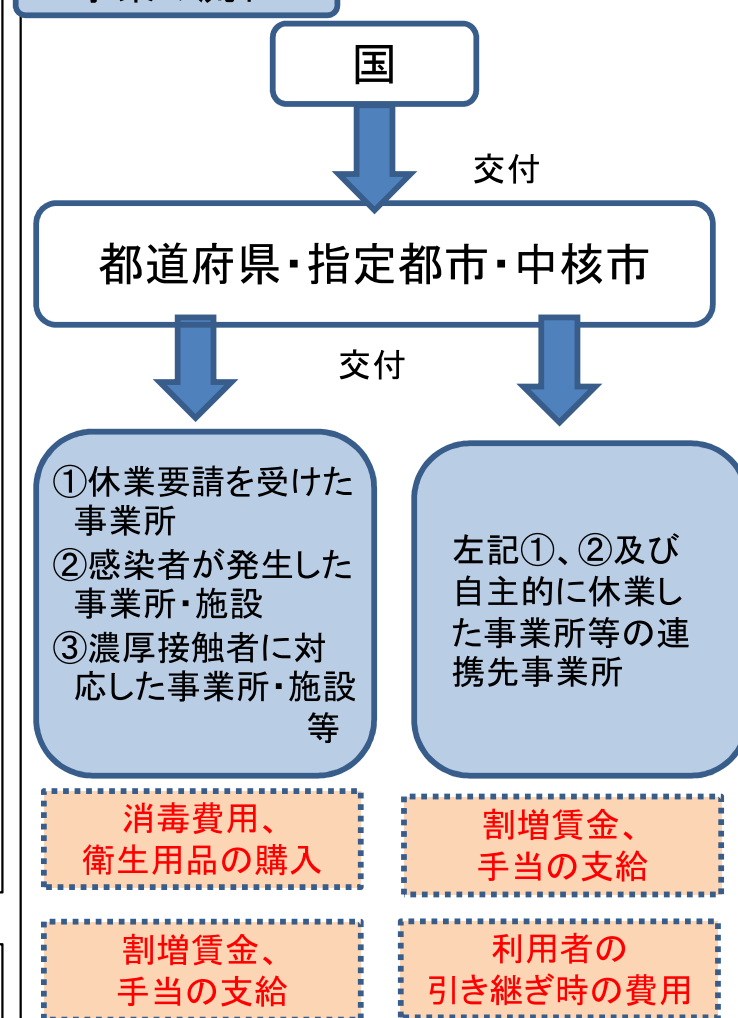 国
交付
都道府県・指定都市・中核市
交付
①休業要請を受けた
事業所
②感染者が発生した
事業所・施設
③濃厚接触者に対
応した事業所・施設
等
左記①、②及び
自主的に休業し
た事業所等の連
携先事業所
消毒費用、
衛生用品の購入
割増賃金、
手当の支給
割増賃金、
手当の支給
利用者の
引き継ぎ時の費用